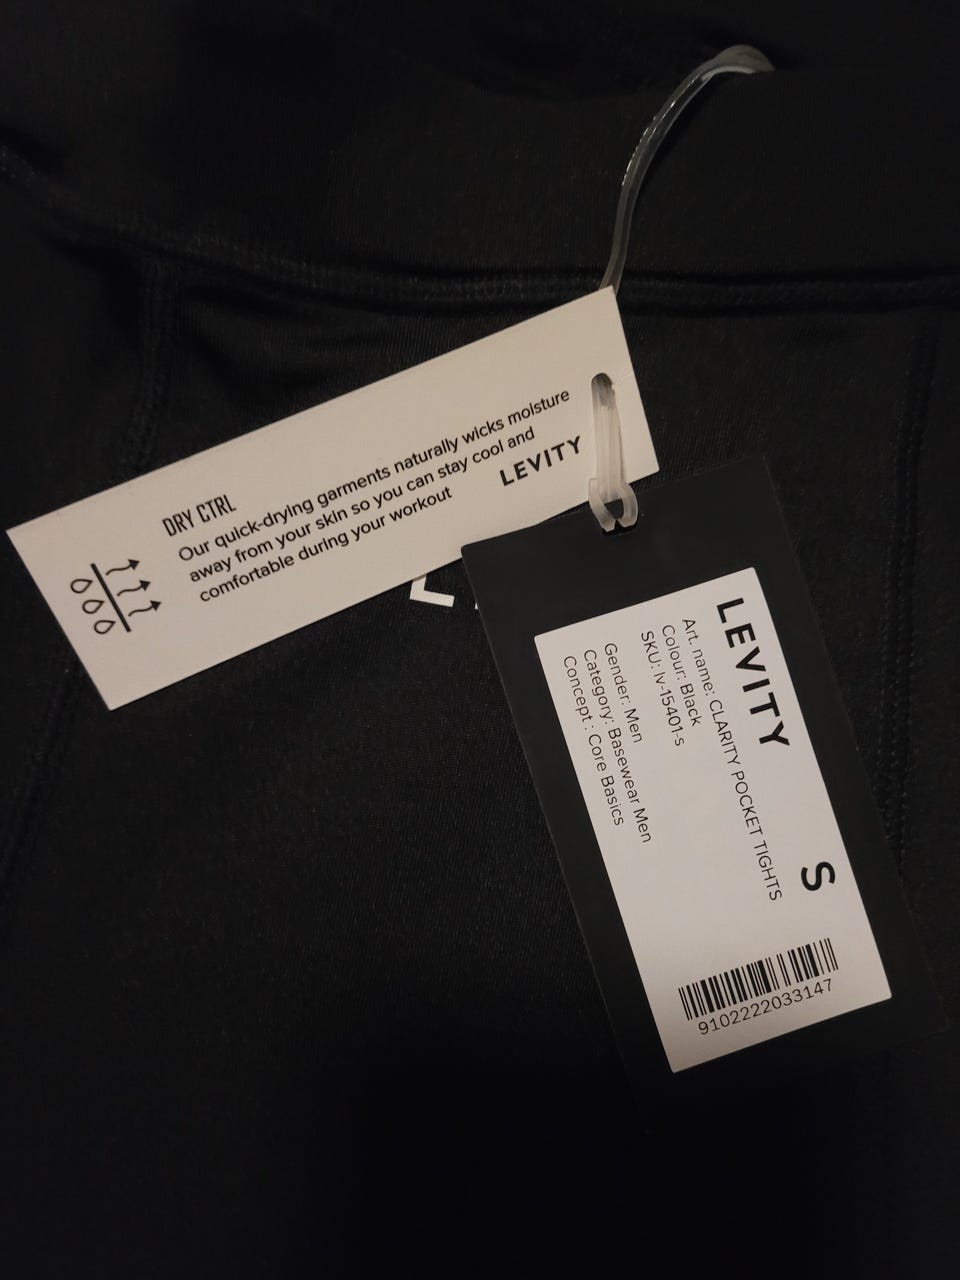 DRY CTRL
Our quick-drying garments naturally wicks moisture
away from your skin so you can stay cool and
comfortable during your workout
LEVITY
L
LEVITY
S
Art. name: CLARITY POCKET TIGHTS
Colour: Black
SKU: lv-15401-s
Gender: Men
Category: Basewear Men
Concept : Core Basics
9102222033147